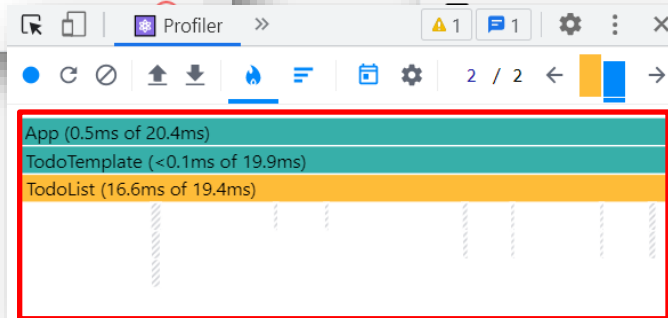 Profiler » 1 1
2 / 2
App (0.5ms of 20.4ms)
TodoTemplate (<0.1ms of 19.9ms)
TodoList (16.6ms of 19.4ms)